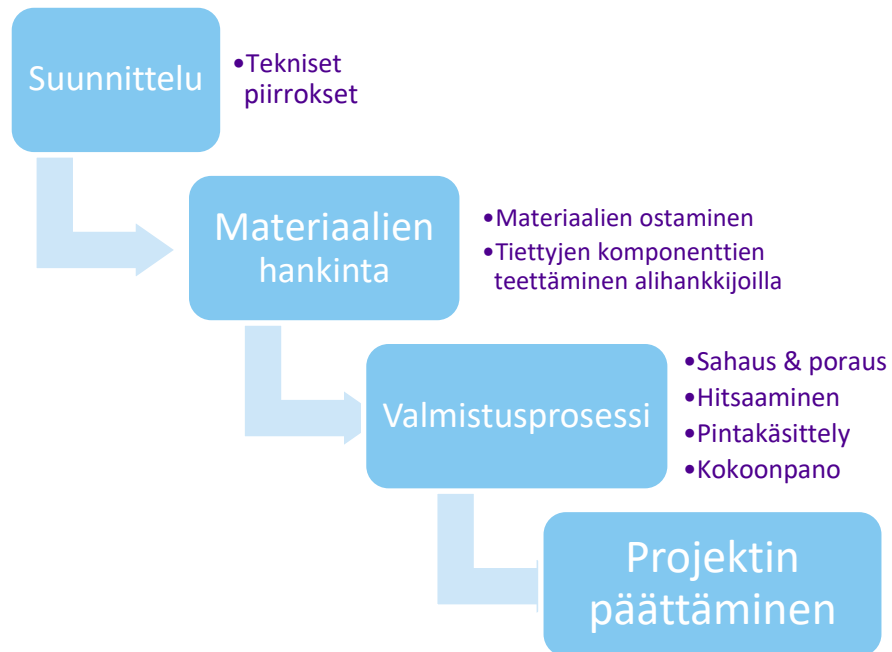 Suunnittelu
•Tekniset
piirrokset
Materiaalien
hankinta
•Materiaalien ostaminen
•Tiettyjen komponenttien
teettäminen alihankkijoilla
Valmistusprosessi
•Sahaus & poraus
•Hitsaaminen
•Pintakäsittely
•Kokoonpano
Projektin
päättäminen